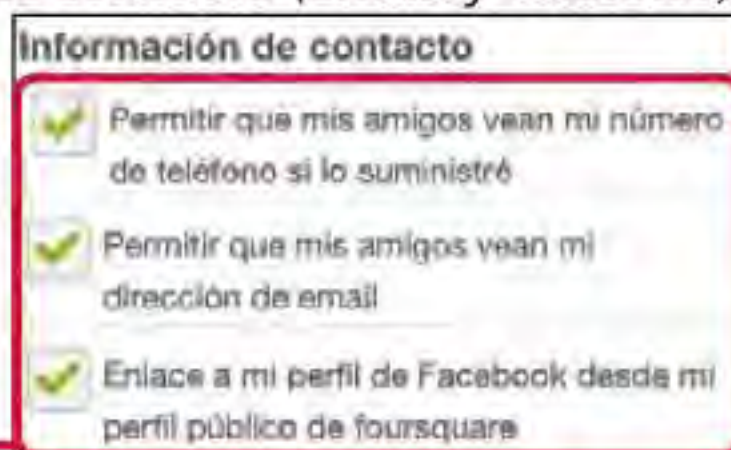 Información de contacto
Permitir que mis amigos vean mi número
de teléfono si lo suministré
Permitir que mis amigos vean mi
dirección de email
Enlace a mi perfil de Facebook desde mi
perfil público de foursquare